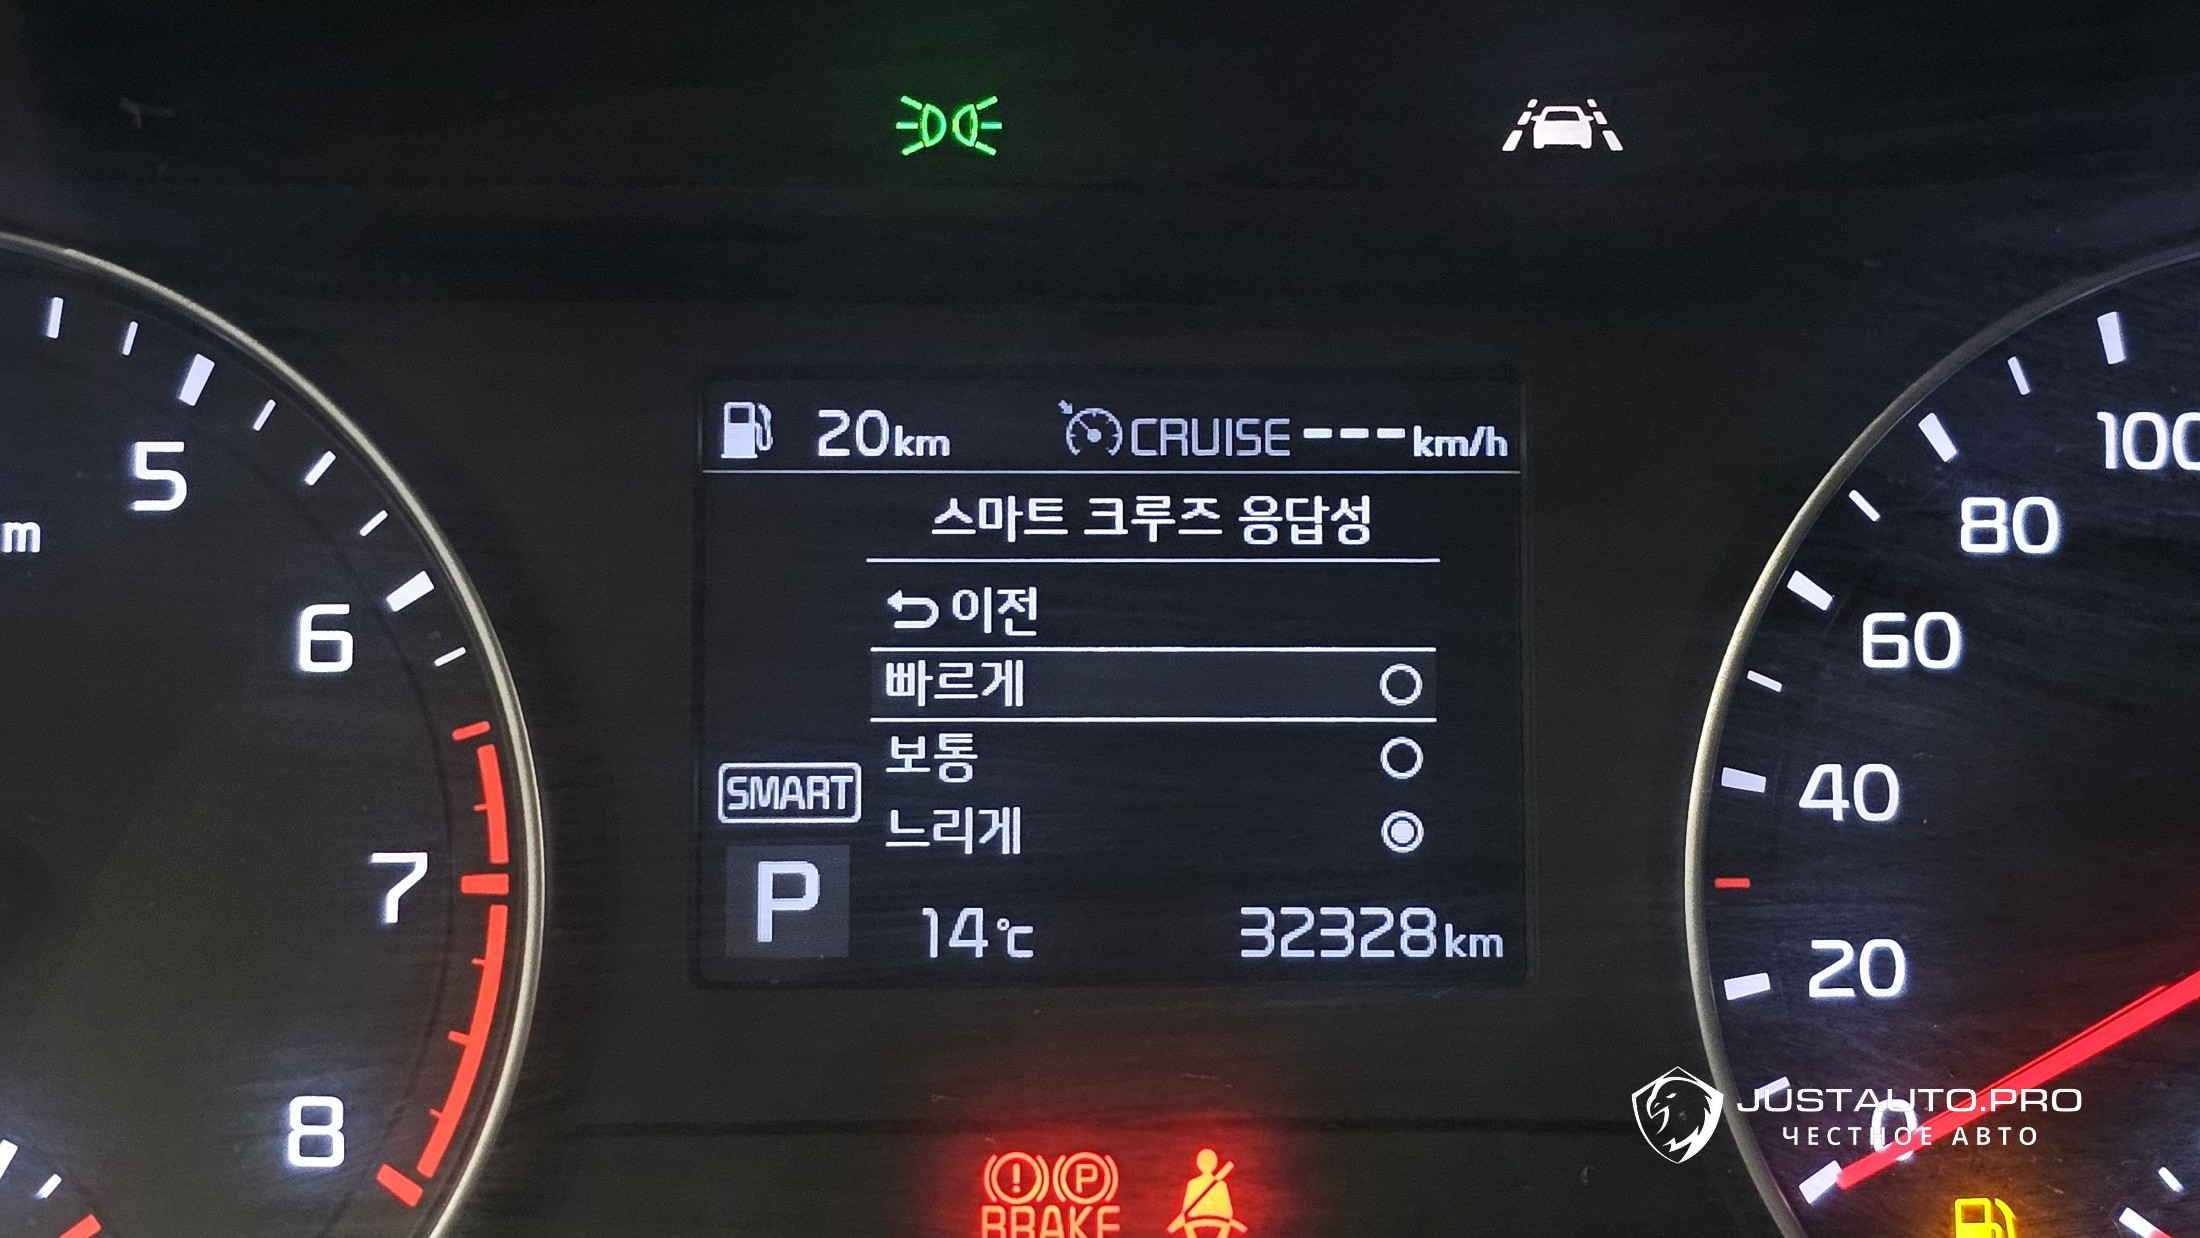 20km CRUISE ---km/h
스마트 크루즈 응답성
이전
빠르게
보통
느리게
SMART
P
14℃ 32328km
5
6
7
8
100
80
60
40
20
0
BRAKE
JUSTAUTO.PRO
ЧЕСТНОЕ АВТО